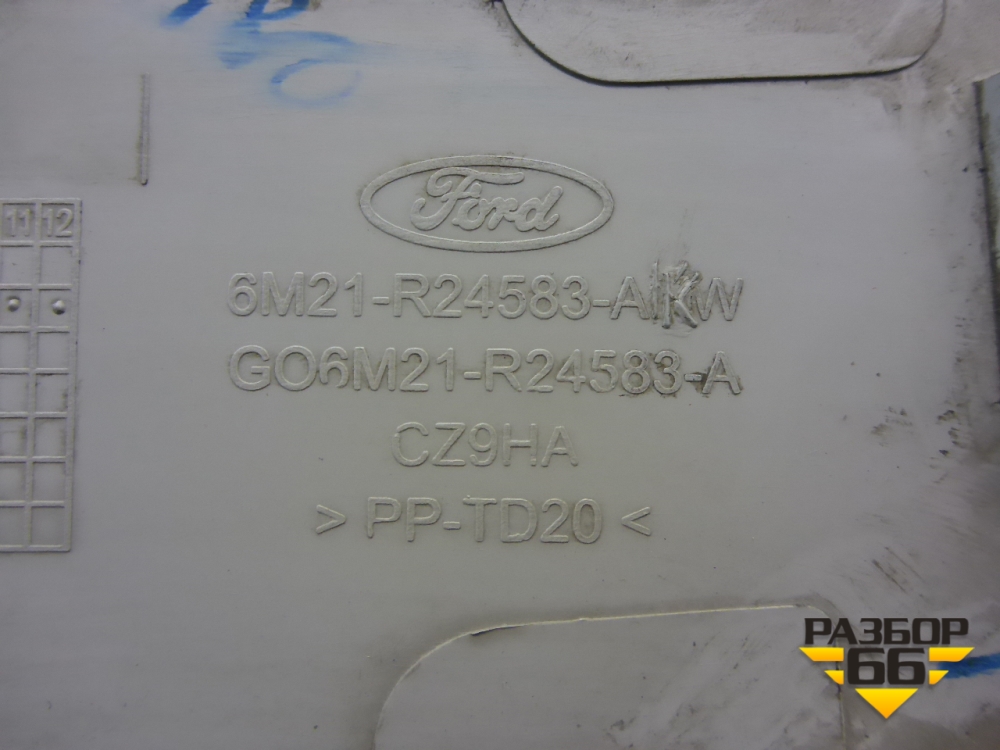 Ford
11 12
6M21-R24583-AKW
GO6M21-R24583-A
CZ9HA
> PP-TD20 <
РАЗБОР
66